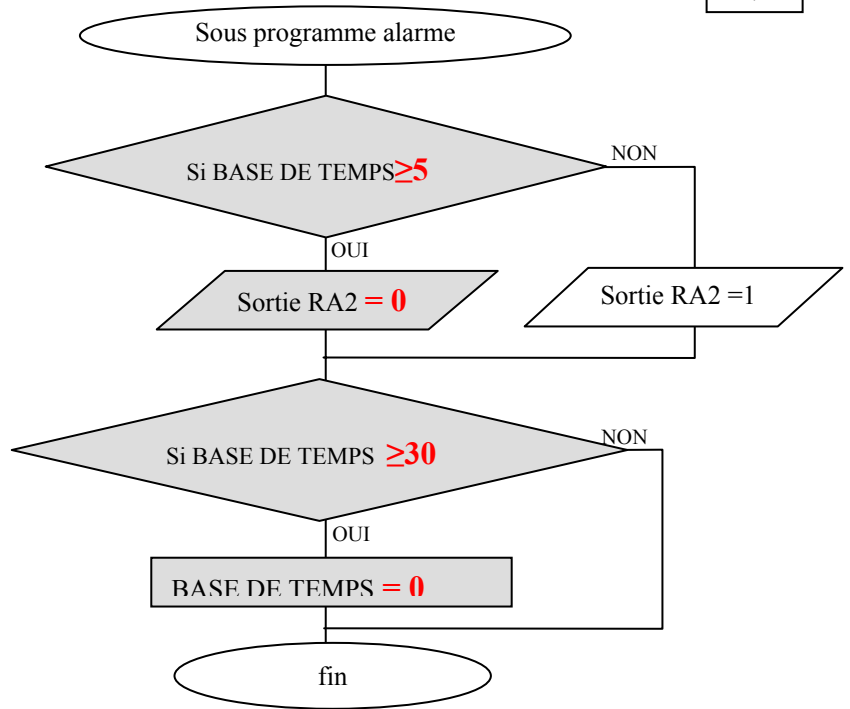 Sous programme alarme
Si BASE DE TEMPS≥5
NON
OUI
Sortie RA2 = 0
Sortie RA2 =1
Si BASE DE TEMPS ≥30
NON
OUI
BASE DE TEMPS = 0
fin